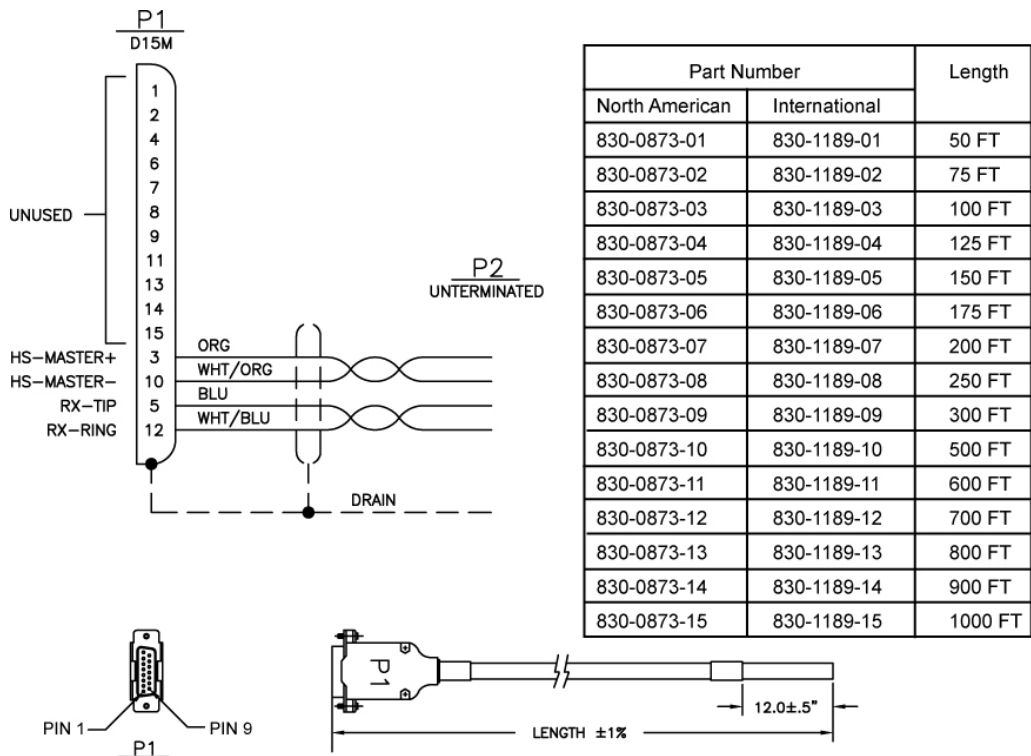 P1
D15M
UNUSED
1
2
4
6
7
8
9
11
13
14
15
HS-MASTER+ 3 ORG
HS-MASTER- 10 WHT/ORG
RX-TIP 5 BLU
RX-RING 12 WHT/BLU
DRAIN
P2
UNTERMINATED
Part Number Length
North American International
830-0873-01 830-1189-01 50 FT
830-0873-02 830-1189-02 75 FT
830-0873-03 830-1189-03 100 FT
830-0873-04 830-1189-04 125 FT
830-0873-05 830-1189-05 150 FT
830-0873-06 830-1189-06 175 FT
830-0873-07 830-1189-07 200 FT
830-0873-08 830-1189-08 250 FT
830-0873-09 830-1189-09 300 FT
830-0873-10 830-1189-10 500 FT
830-0873-11 830-1189-11 600 FT
830-0873-12 830-1189-12 700 FT
830-0873-13 830-1189-13 800 FT
830-0873-14 830-1189-14 900 FT
830-0873-15 830-1189-15 1000 FT
PIN 1 PIN 9
P1
P1
12.0±.5"
LENGTH ±1%